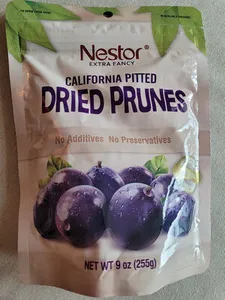 Nestor®
EXTRA FANCY
CALIFORNIA PITTED
DRIED PRUNES
No Additives No Preservatives
NET WT 9 oz (255g)